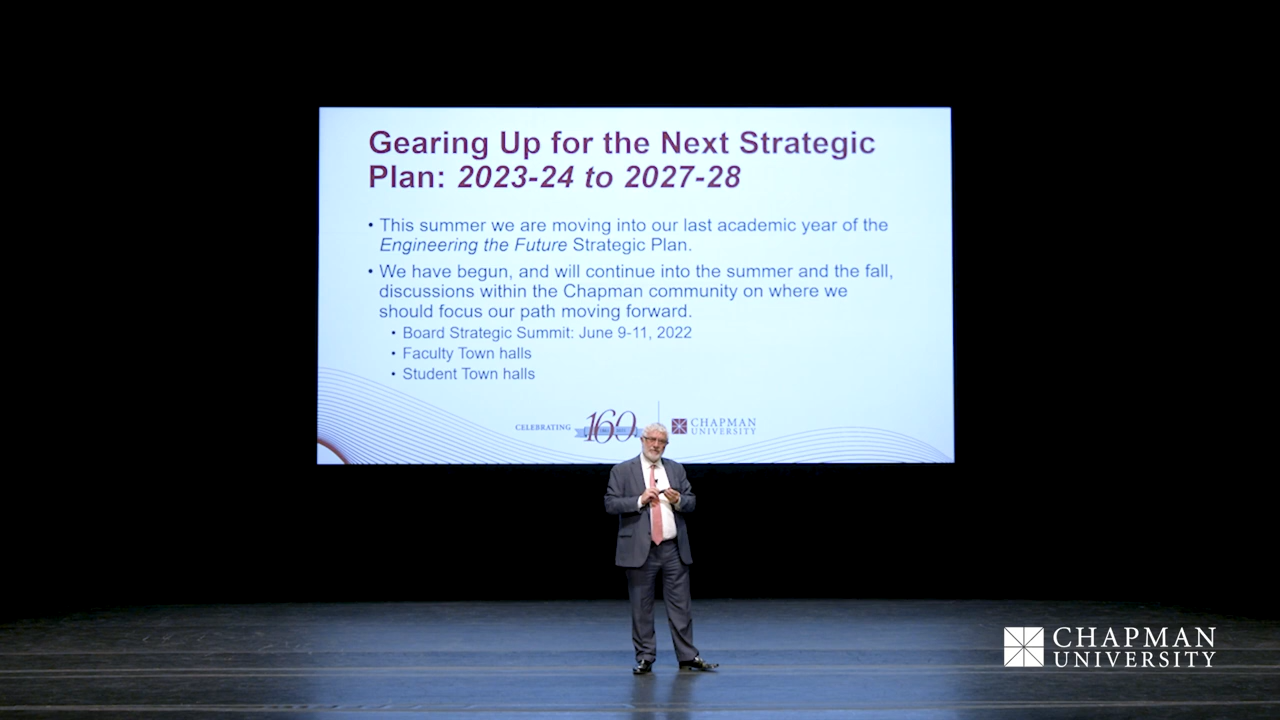 Gearing Up for the Next Strategic
Plan: 2023-24 to 2027-28
• This summer we are moving into our last academic year of the
Engineering the Future Strategic Plan.
• We have begun, and will continue into the summer and the fall,
discussions within the Chapman community on where we
should focus our path moving forward.
• Board Strategic Summit: June 9-11, 2022
• Faculty Town halls
• Student Town halls
CELEBRATING 160
CHAPMAN
UNIVERSITY
CHAPMAN
UNIVERSITY